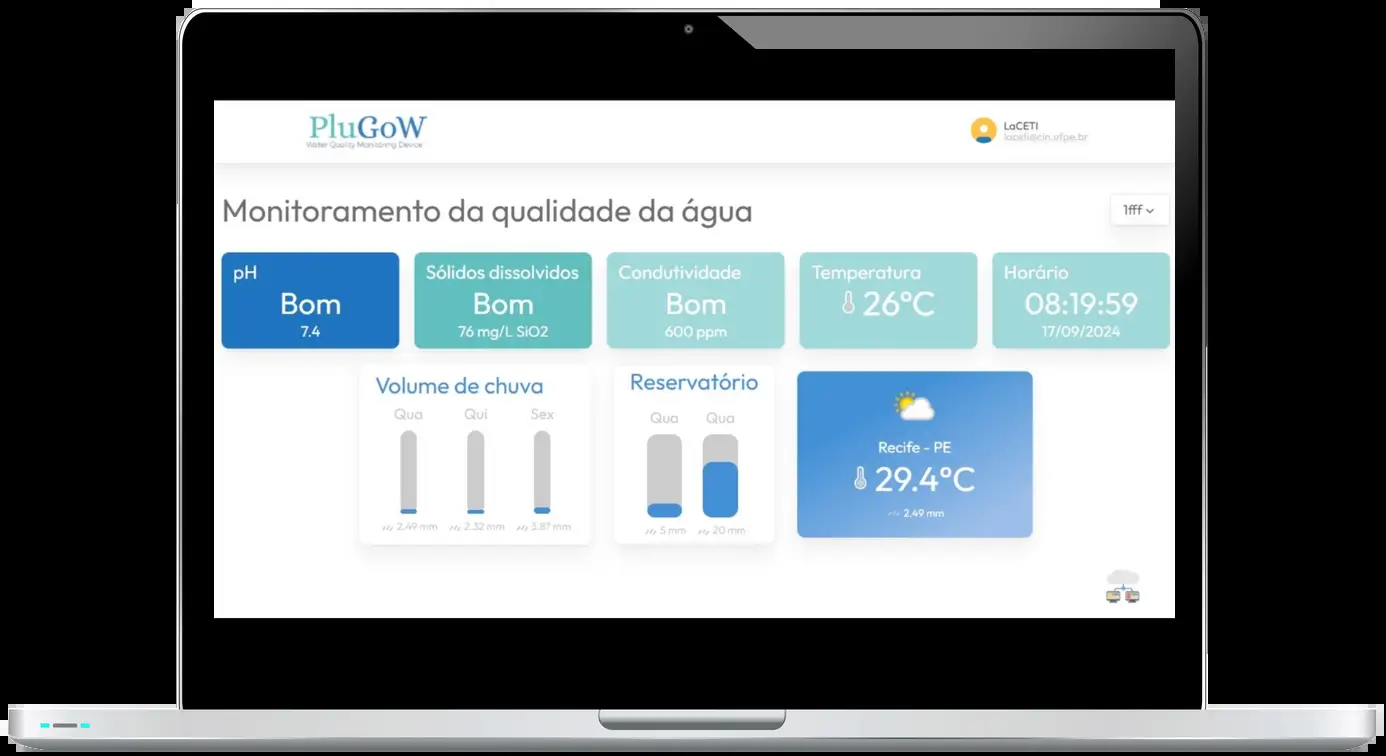 PluGoW
Water Quality Monitoring Device
LaCETI
laceti@cin.ufpe.br
Monitoramento da qualidade da água
1fff
pH
Bom
7.4
Sólidos dissolvidos
Bom
76 mg/L SiO2
Condutividade
Bom
600 ppm
Temperatura
26°C
Horário
08:19:59
17/09/2024
Volume de chuva
Qua Qui Sex
2.49 mm 2.32 mm 3.87 mm
Reservatório
Qua Qua
5 mm 20 mm
Recife - PE
29.4°C
2.49 mm